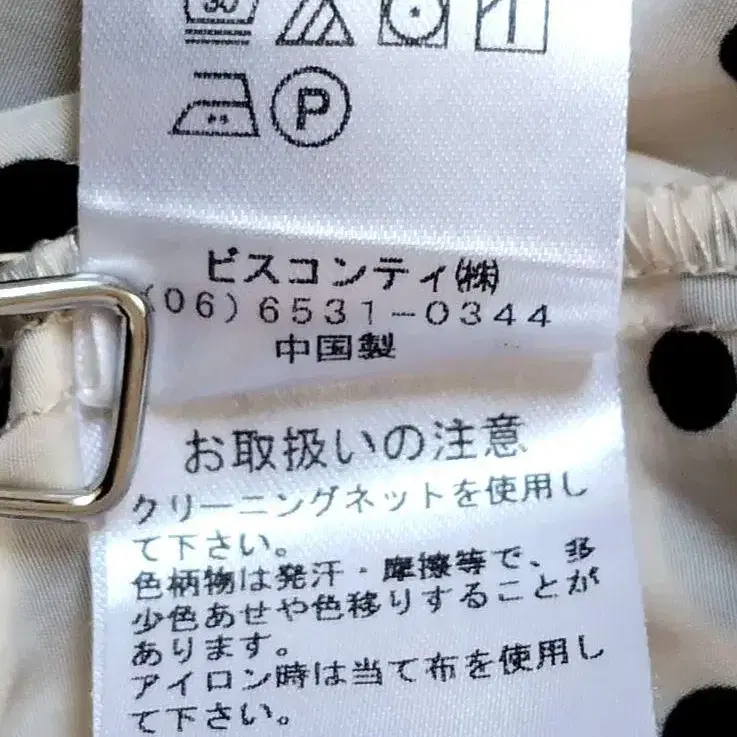 30
P
ビスコンティ(株)
(06)6531-0344
中国製
お取扱いの注意
クリーニングネットを使用し
て下さい。
色柄物は発汗・摩擦等で、多
少色あせや色移りすることが
あります。
アイロン時は当て布を使用し
て下さい。